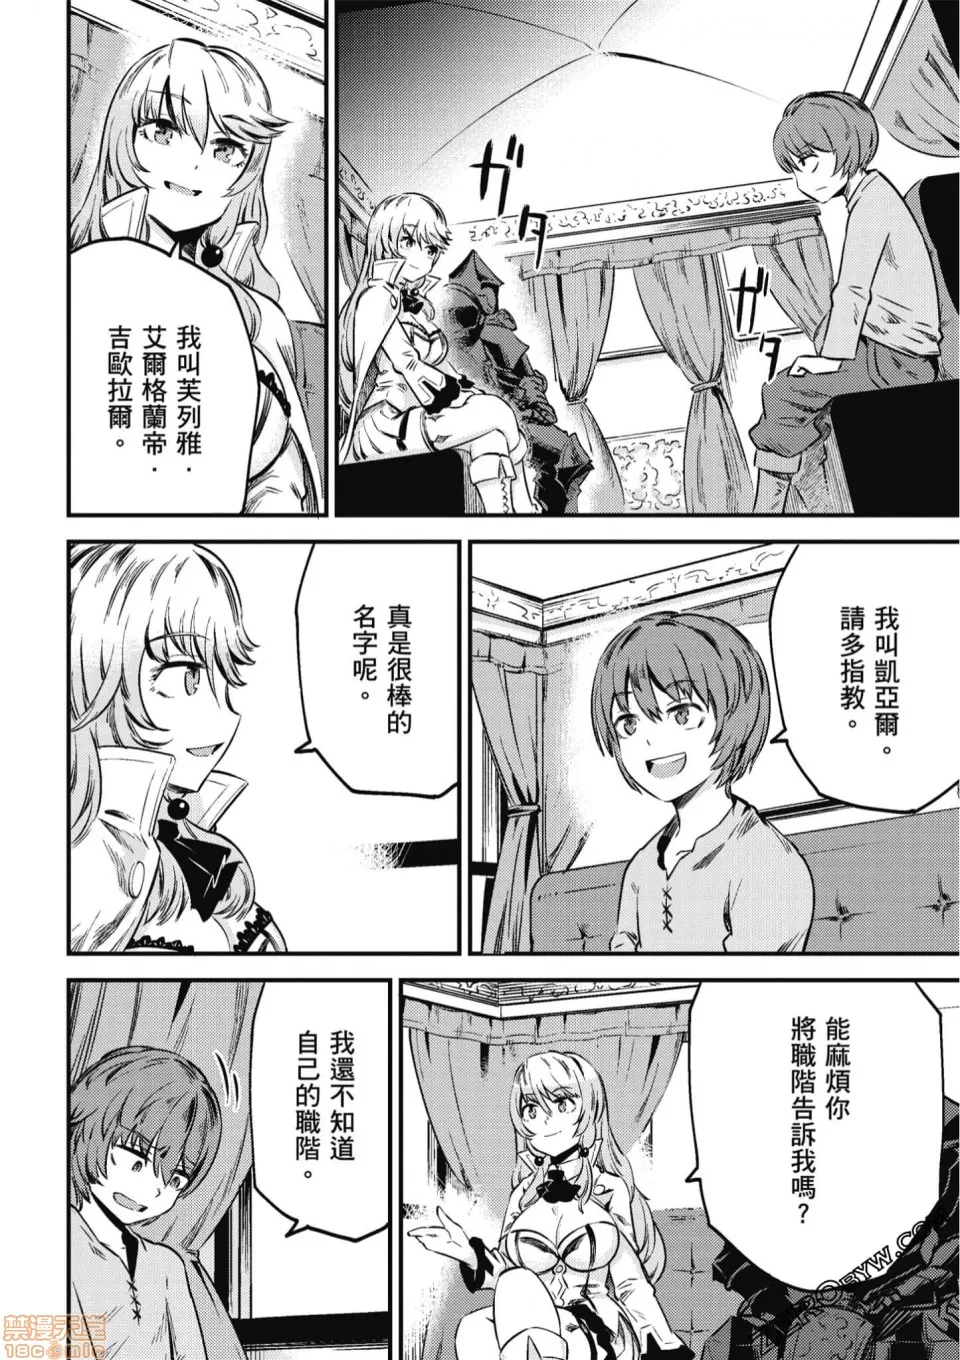 ガタ
ガタ
我叫芙列雅．
艾爾格蘭帝．
吉歐拉爾。
我叫凱亞爾。
請多指教。
真是很棒的
名字呢。
能麻煩你
將職階告訴我嗎？
我還不知道
自己的職階。
禁漫天堂
18comic